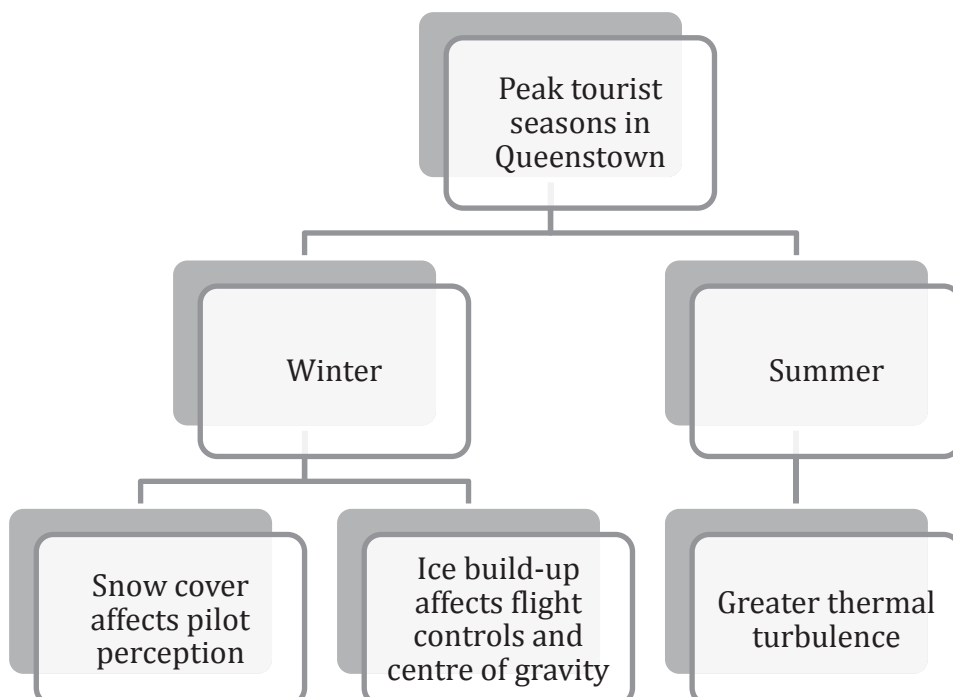 Peak tourist
seasons in
Queenstown
Winter
Summer
Snow cover
affects pilot
perception
Ice build-up
affects flight
controls and
centre of gravity
Greater thermal
turbulence